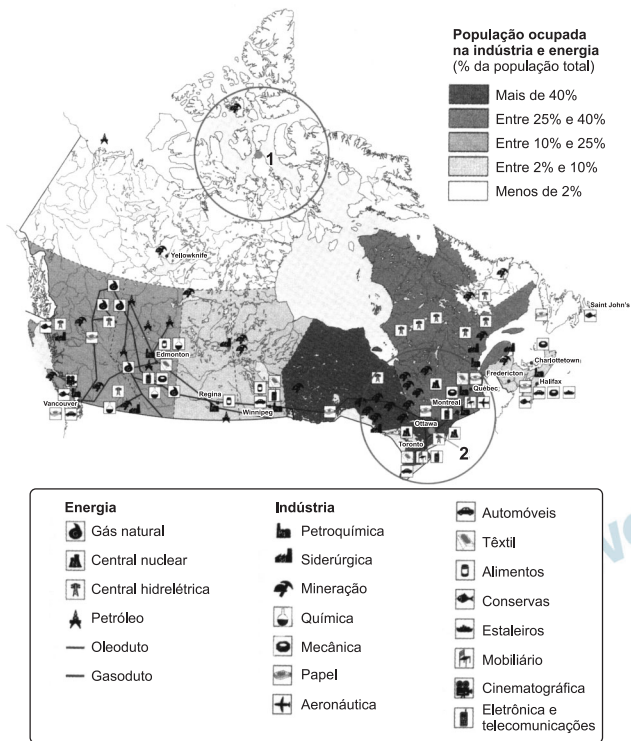 População ocupada
na indústria e energia
(% da população total)
Mais de 40%
Entre 25% e 40%
Entre 10% e 25%
Entre 2% e 10%
Menos de 2%
1
Yellowknife
Saint John's
Edmonton
Charlottetown
Fredericton
Québec
Halifax
Regina
Montreal
Vancouver
Winnipeg
Ottawa
Toronto
2
Energia
Gás natural
Central nuclear
Central hidrelétrica
Petróleo
Oleoduto
Gasoduto
Indústria
Petroquímica
Siderúrgica
Mineração
Química
Mecânica
Papel
Aeronáutica
Automóveis
Têxtil
Alimentos
Conservas
Estaleiros
Mobiliário
Cinematográfica
Eletrônica e
telecomunicações